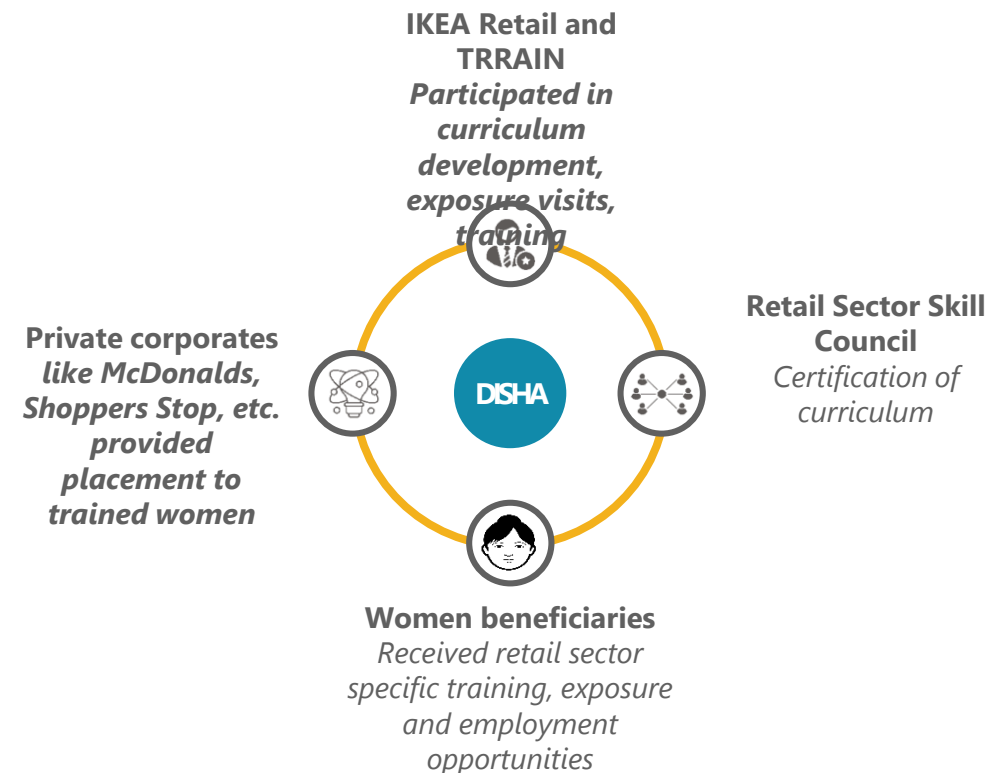 IKEA Retail and
TRRAIN
Participated in
curriculum
development,
exposure visits,
training
Retail Sector Skill
Council
Certification of
curriculum
Private corporates
like McDonalds,
Shoppers Stop, etc.
provided
placement to
trained women
DISHA
Women beneficiaries
Received retail sector
specific training, exposure
and employment
opportunities